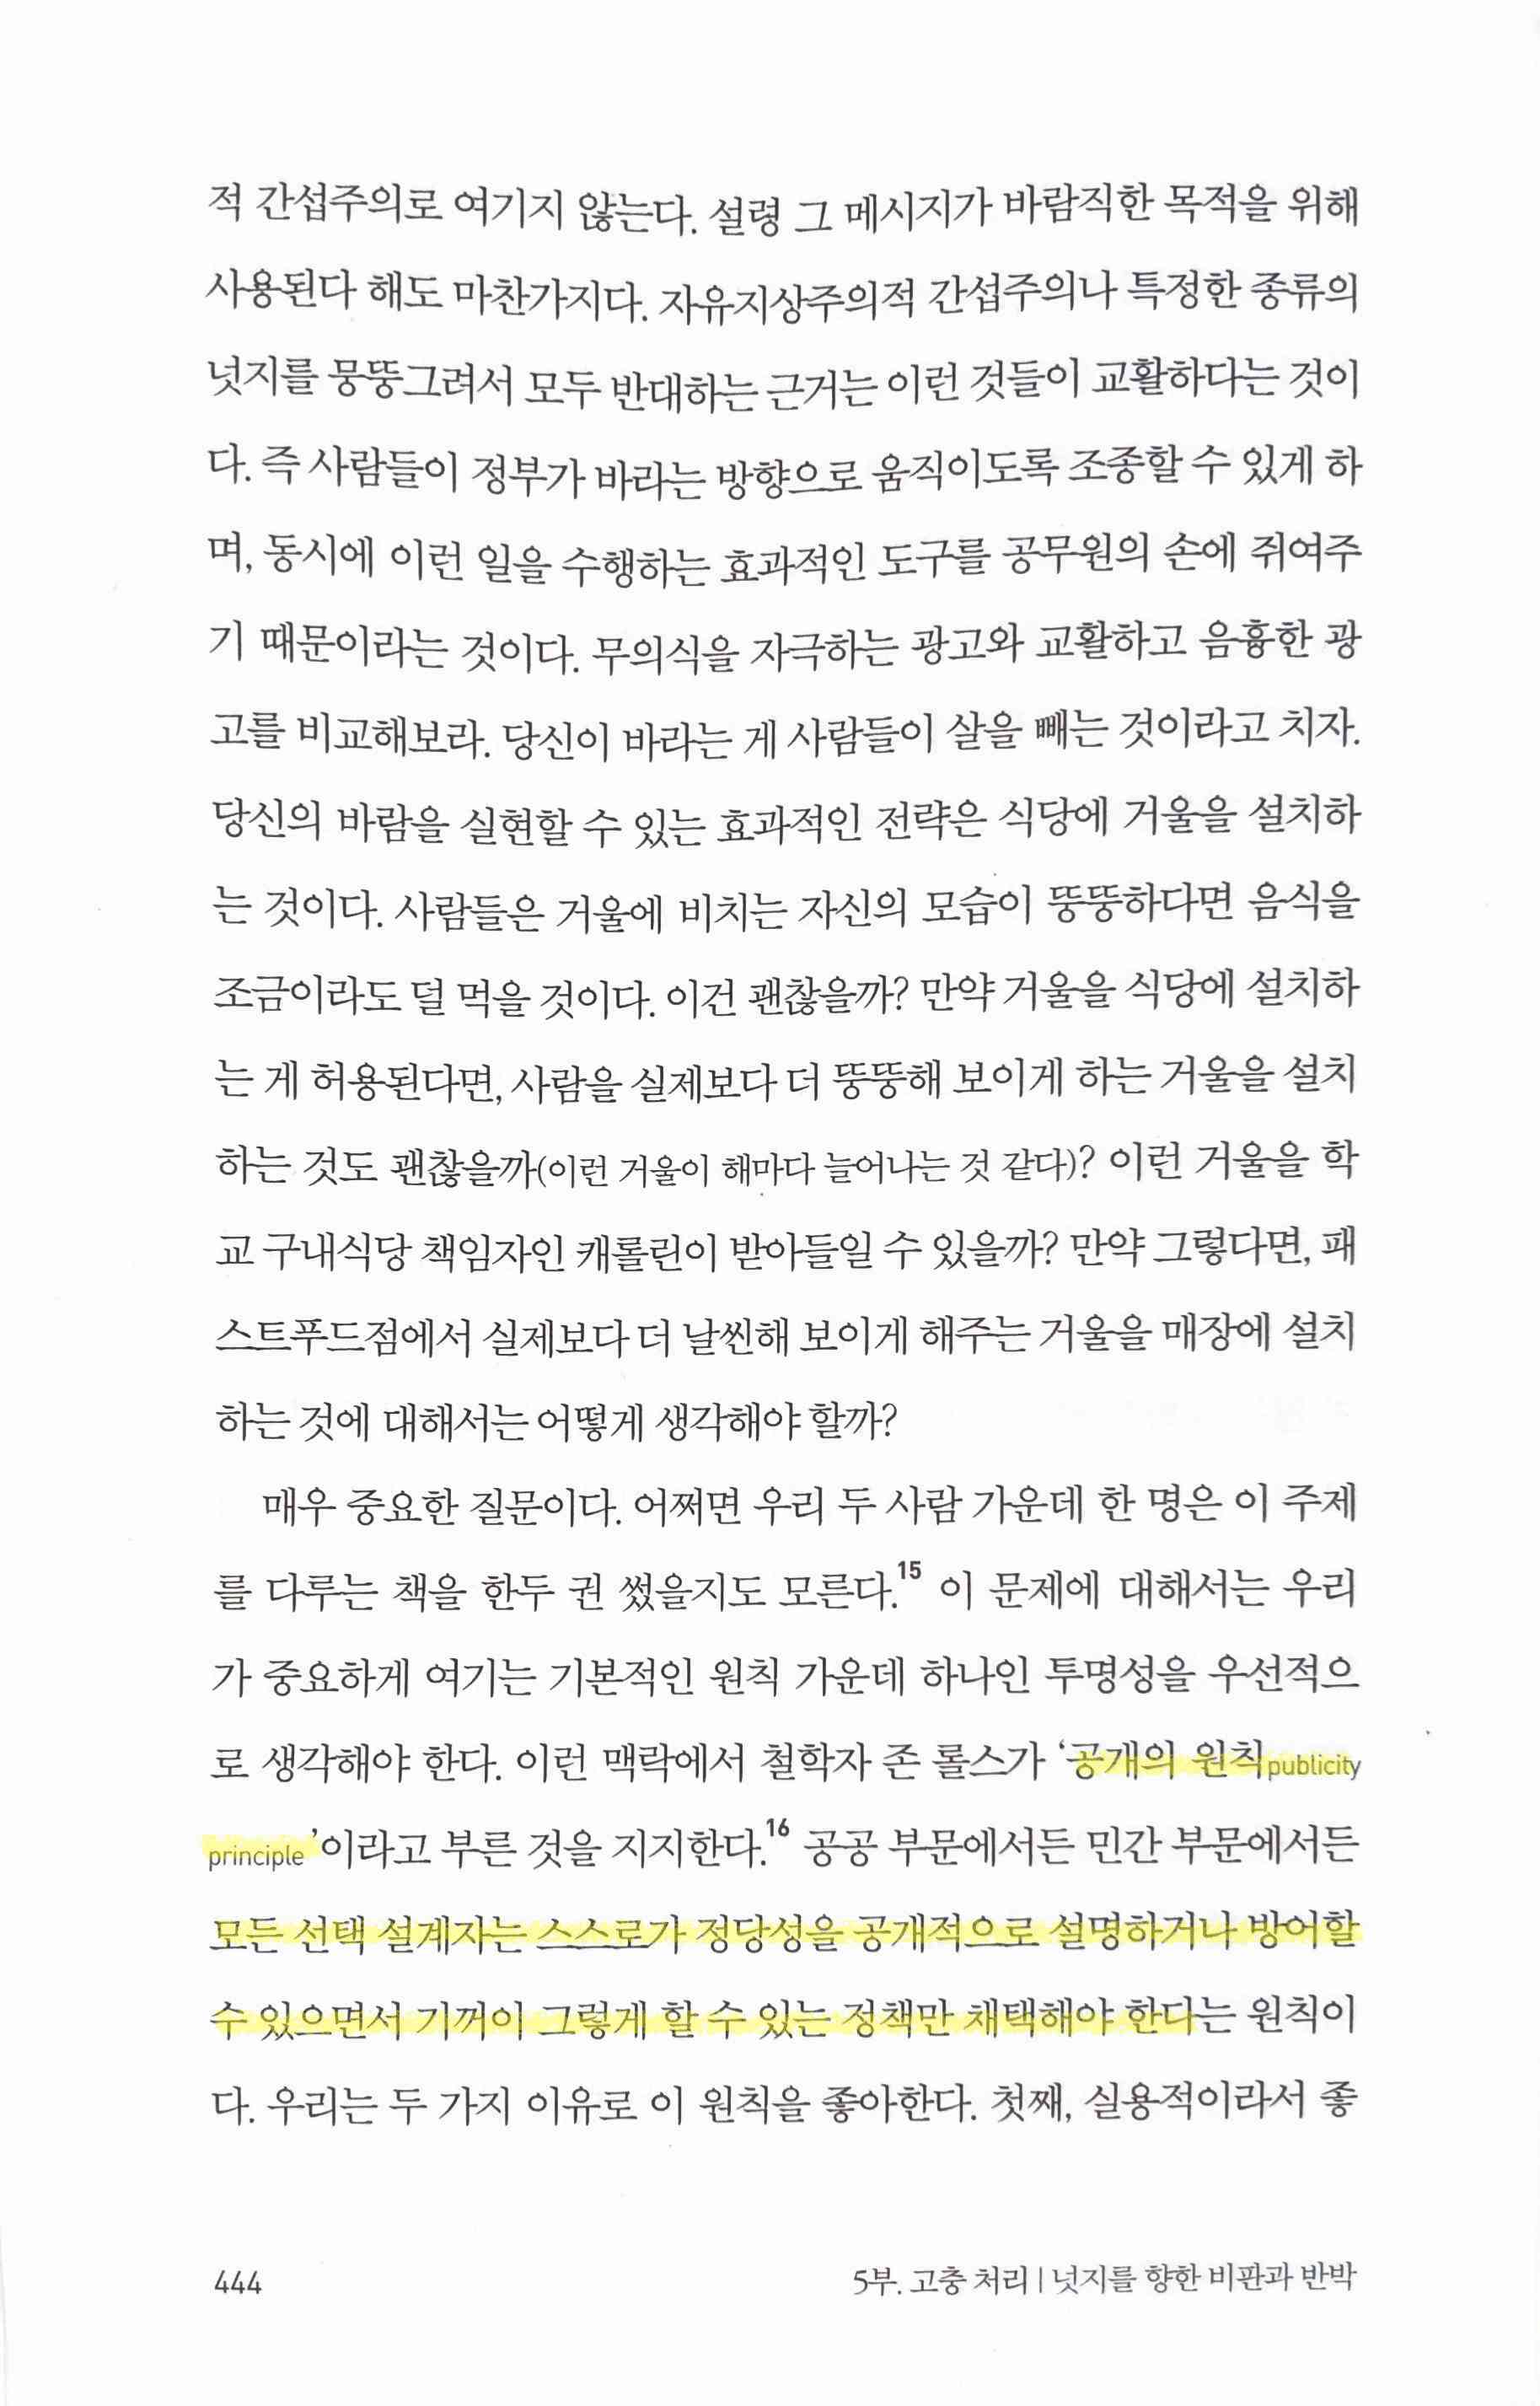 적 간섭주의로 여기지 않는다. 설령 그 메시지가 바람직한 목적을 위해
사용된다 해도 마찬가지다. 자유지상주의적 간섭주의나 특정한 종류의
넛지를 뭉뚱그려서 모두 반대하는 근거는 이런 것들이 교활하다는 것이
다. 즉 사람들이 정부가 바라는 방향으로 움직이도록 조종할 수 있게 하
며, 동시에 이런 일을 수행하는 효과적인 도구를 공무원의 손에 쥐여주
기 때문이라는 것이다. 무의식을 자극하는 광고와 교활하고 음흉한 광
고를 비교해보라. 당신이 바라는 게 사람들이 살을 빼는 것이라고 치자.
당신의 바람을 실현할 수 있는 효과적인 전략은 식당에 거울을 설치하
는 것이다. 사람들은 거울에 비치는 자신의 모습이 뚱뚱하다면 음식을
조금이라도 덜 먹을 것이다. 이건 괜찮을까? 만약 거울을 식당에 설치하
는 게 허용된다면, 사람을 실제보다 더 뚱뚱해 보이게 하는 거울을 설치
하는 것도 괜찮을까(이런 거울이 해마다 늘어나는 것 같다)? 이런 거울을 학
교 구내식당 책임자인 캐롤린이 받아들일 수 있을까? 만약 그렇다면, 패
스트푸드점에서 실제보다 더 날씬해 보이게 해주는 거울을 매장에 설치
하는 것에 대해서는 어떻게 생각해야 할까?
매우 중요한 질문이다. 어쩌면 우리 두 사람 가운데 한 명은 이 주제
를 다루는 책을 한두 권 썼을지도 모른다.15 이 문제에 대해서는 우리
가 중요하게 여기는 기본적인 원칙 가운데 하나인 투명성을 우선적으
로 생각해야 한다. 이런 맥락에서 철학자 존 롤스가 ‘공개의 원칙publicity
principle’이라고 부른 것을 지지한다.16 공공 부문에서든 민간 부문에서든
모든 선택 설계자는 스스로가 정당성을 공개적으로 설명하거나 방어할
수 있으면서 기꺼이 그렇게 할 수 있는 정책만 채택해야 한다는 원칙이
다. 우리는 두 가지 이유로 이 원칙을 좋아한다. 첫째, 실용적이라서 좋
444
5부. 고충 처리 | 넛지를 향한 비판과 반박